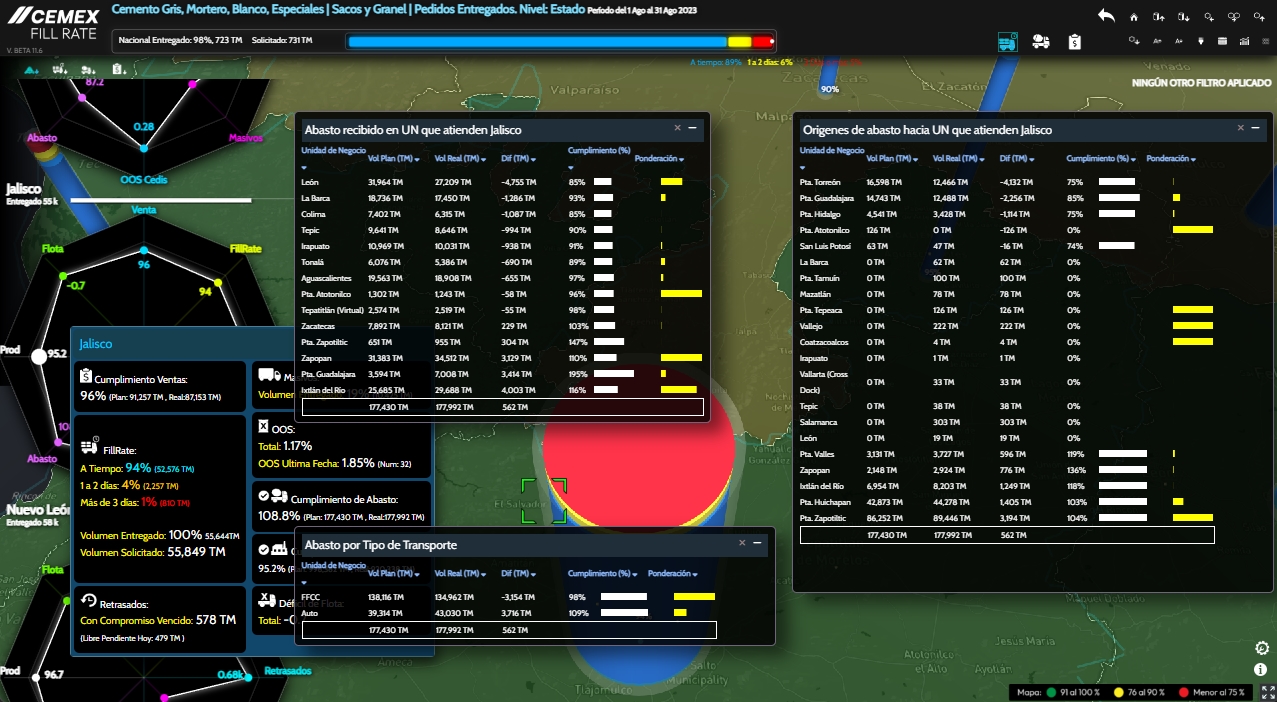 CEMEX
FILL RATE
V. BETA 11.6
Cemento Gris, Mortero, Blanco, Especiales | Sacos y Granel | Pedidos Entregados. Nivel: Estado Periodo del 1 Ago al 31 Ago 2023
Nacional Entregado: 98%, 723 TM Solicitado: 731 TM
A tiempo: 89% 1 a 2 días: 6%
NINGÚN OTRO FILTRO APLICADO
Valparaíso
Zacatecas
90%
El Zacatón
Venado
87.2
Abasto
0.28
Masivos
OOS Cedis
Jalisco
Entregado 55 k
Venta
Flota
96
FillRate
-0.7
94
Prod
95.2
Abasto
Nuevo León
Entregado 58 k
Flota
Prod
96.7
0.68k
Retrasados
Jalisco
Cumplimiento Ventas:
96% (Plan: 91,257 TM , Real:87,153 TM)
FillRate:
A Tiempo: 94% (52,576 TM)
1 a 2 días: 4% (2,257 TM)
Más de 3 días: 1% (810 TM)
Volumen Entregado: 100% 55,644TM
Volumen Solicitado: 55,849 TM
Retrasados:
Con Compromiso Vencido: 578 TM
(Libre Pendiente Hoy: 479 TM )
OOS:
Total: 1.17%
OOS Ultima Fecha: 1.85% (Num: 32)
Cumplimiento de Abasto:
108.8% (Plan: 177,430 TM , Real:177,992 TM)
95.2%
Total: -0
Abasto recibido en UN que atienden Jalisco
Unidad de Negocio Vol Plan (TM) Vol Real (TM) Dif (TM) Cumplimiento (%) Ponderación
León 31,964 TM 27,209 TM -4,755 TM 85%
La Barca 18,736 TM 17,450 TM -1,286 TM 93%
Colima 7,402 TM 6,315 TM -1,087 TM 85%
Tepic 9,641 TM 8,646 TM -994 TM 90%
Irapuato 10,969 TM 10,031 TM -938 TM 91%
Tonalá 6,076 TM 5,386 TM -690 TM 89%
Aguascalientes 19,563 TM 18,908 TM -655 TM 97%
Pta. Atotonilco 1,302 TM 1,243 TM -58 TM 96%
Tepatitlán (Virtual) 2,574 TM 2,519 TM -55 TM 98%
Zacatecas 7,892 TM 8,121 TM 229 TM 103%
Pta. Zapotiltic 651 TM 955 TM 304 TM 147%
Zapopan 31,383 TM 34,512 TM 3,129 TM 110%
Pta. Guadalajara 3,594 TM 7,008 TM 3,414 TM 195%
Ixtlán del Río 25,685 TM 29,688 TM 4,003 TM 116%
177,430 TM 177,992 TM 562 TM
Abasto por Tipo de Transporte
Unidad de Negocio Vol Plan (TM) Vol Real (TM) Dif (TM) Cumplimiento (%) Ponderación
FFCC 138,116 TM 134,962 TM -3,154 TM 98%
Auto 39,314 TM 43,030 TM 3,716 TM 109%
177,430 TM 177,992 TM 562 TM
Origenes de abasto hacia UN que atienden Jalisco
Unidad de Negocio Vol Plan (TM) Vol Real (TM) Dif (TM) Cumplimiento (%) Ponderación
Pta. Torreón 16,598 TM 12,466 TM -4,132 TM 75%
Pta. Guadalajara 14,743 TM 12,488 TM -2,256 TM 85%
Pta. Hidalgo 4,541 TM 3,428 TM -1,114 TM 75%
Pta. Atotonilco 126 TM 0 TM -126 TM 0%
San Luis Potosí 63 TM 47 TM -16 TM 74%
La Barca 0 TM 62 TM 62 TM 0%
Pta. Tamuín 0 TM 100 TM 100 TM 0%
Mazatlán 0 TM 78 TM 78 TM 0%
Pta. Tepeaca 0 TM 126 TM 126 TM 0%
Vallejo 0 TM 222 TM 222 TM 0%
Coatzacoalcos 0 TM 4 TM 4 TM 0%
Irapuato 0 TM 1 TM 1 TM 0%
Vallarta (Cross Dock) 0 TM 33 TM 33 TM 0%
Tepic 0 TM 38 TM 38 TM 0%
Salamanca 0 TM 303 TM 303 TM 0%
León 0 TM 19 TM 19 TM 0%
Pta. Valles 3,131 TM 3,727 TM 596 TM 119%
Zapopan 2,148 TM 2,924 TM 776 TM 136%
Ixtlán del Río 6,954 TM 8,203 TM 1,249 TM 118%
Pta. Huichapan 42,873 TM 44,278 TM 1,405 TM 103%
Pta. Zapotiltic 86,252 TM 89,446 TM 3,194 TM 104%
177,430 TM 177,992 TM 562 TM
El Salvador
Ameca
Tlajomulco
Manuel Doblado
Jesús María
Atotonilco el Alto
Ayotlán
Mapa: 91 al 100 % 76 al 90 % Menor al 75 %